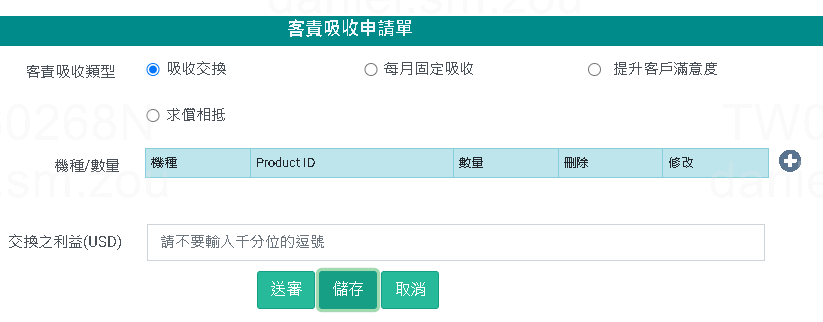 客責吸收申請單
客責吸收類型 吸收交換 每月固定吸收 提升客戶滿意度
求償相抵
機種/數量 機種 Product ID 數量 刪除 修改
交換之利益(USD) 請不要輸入千分位的逗號
送審 儲存 取消